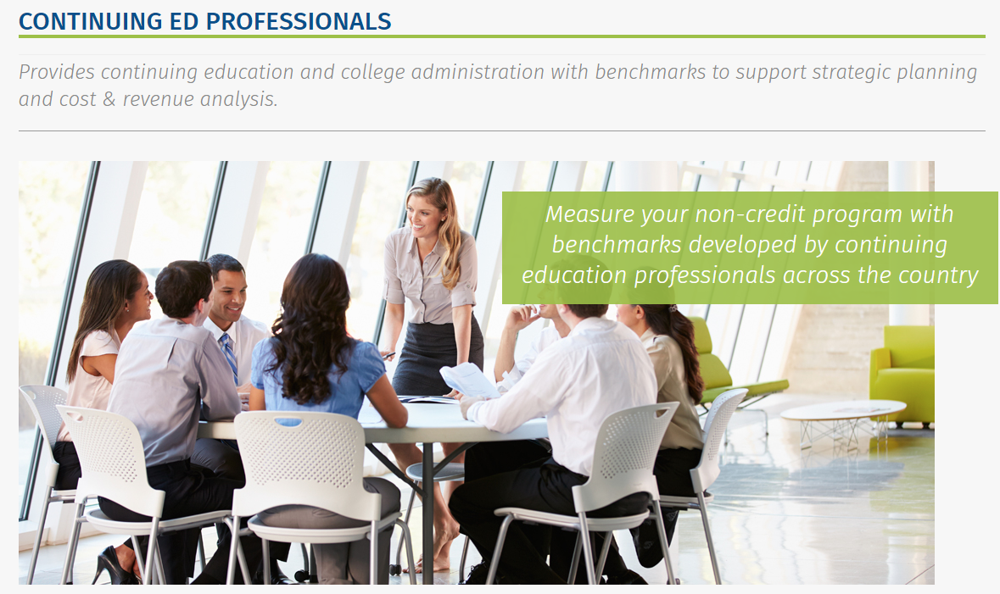 CONTINUING ED PROFESSIONALS
Provides continuing education and college administration with benchmarks to support strategic planning
and cost & revenue analysis.
Measure your non-credit program with
benchmarks developed by continuing
education professionals across the country